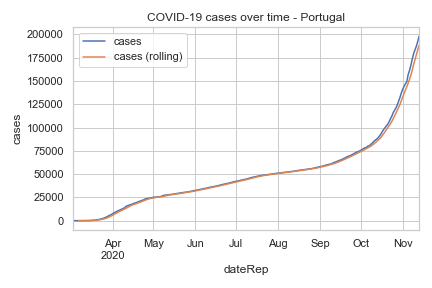 COVID-19 cases over time - Portugal
cases
cases (rolling)
200000
175000
150000
125000
100000
75000
50000
25000
0
cases
Apr
2020
May
Jun
Jul
Aug
Sep
Oct
Nov
dateRep